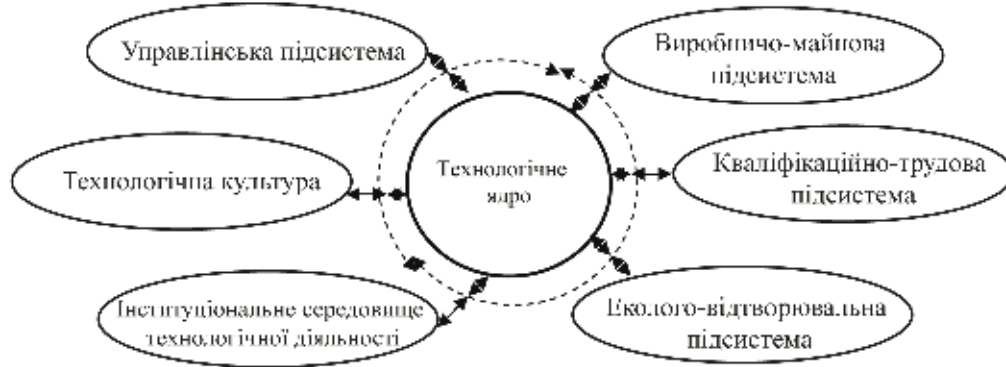 Управлінська підсистема
Виробничо-майнова
підсистема
Технологічна культура
Технологічне
ядро
Кваліфікаційно-трудова
підсистема
Інституціональне середовище
технологічної діяльності
Еколого-відтворювальна
підсистема